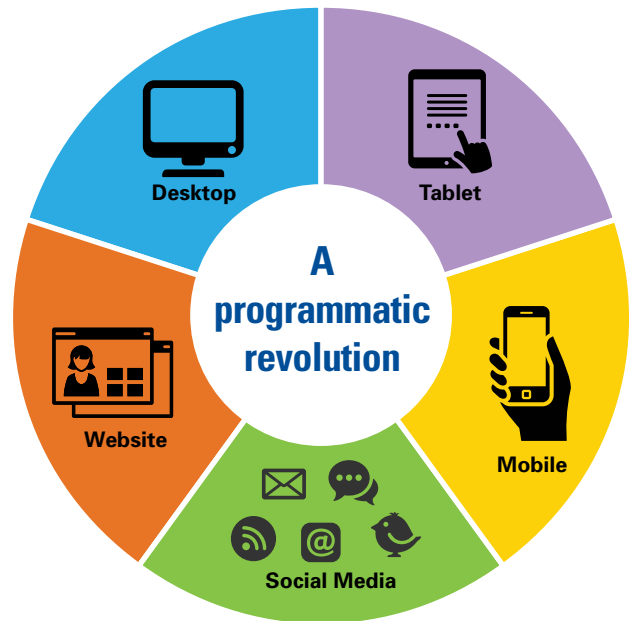 Desktop
Tablet
A
programmatic
revolution
Website
Mobile
@
Social Media